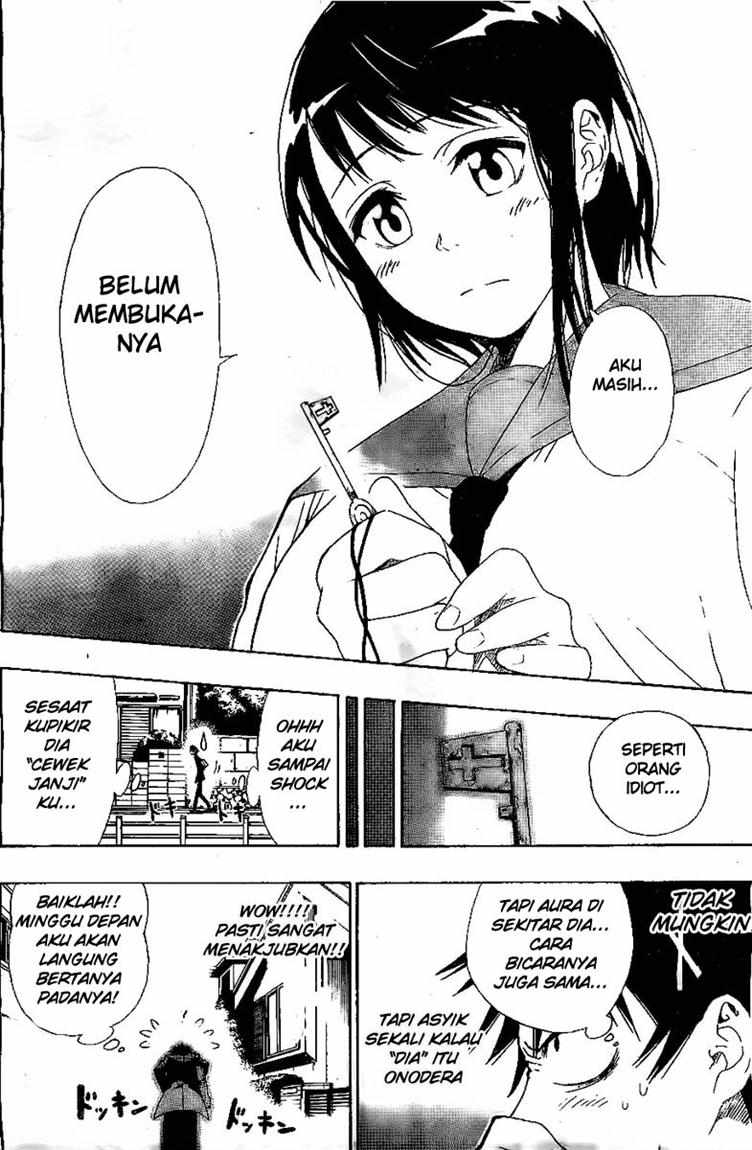 AKU
MASIH...
BELUM
MEMBUKA-
NYA
SEPERTI
ORANG
IDIOT...
OHHH
AKU
SAMPAI
SHOCK
...
SESAAT
KUPIKIR
DIA
"CEWEK
JANJI"
KU...
TIDAK
MUNGKIN
TAPI AURA DI
SEKITAR DIA...
CARA
BICARANYA
JUGA SAMA...
TAPI ASYIK
SEKALI KALAU
"DIA" ITU
ONODERA
WOW!!!!
PASTI SANGAT
MENAKJUBKAN!!
BAIKLAH!!
MINGGU DEPAN
AKU AKAN
LANGUNG
BERTANYA
PADANYA!
ドッキン
ドッキン